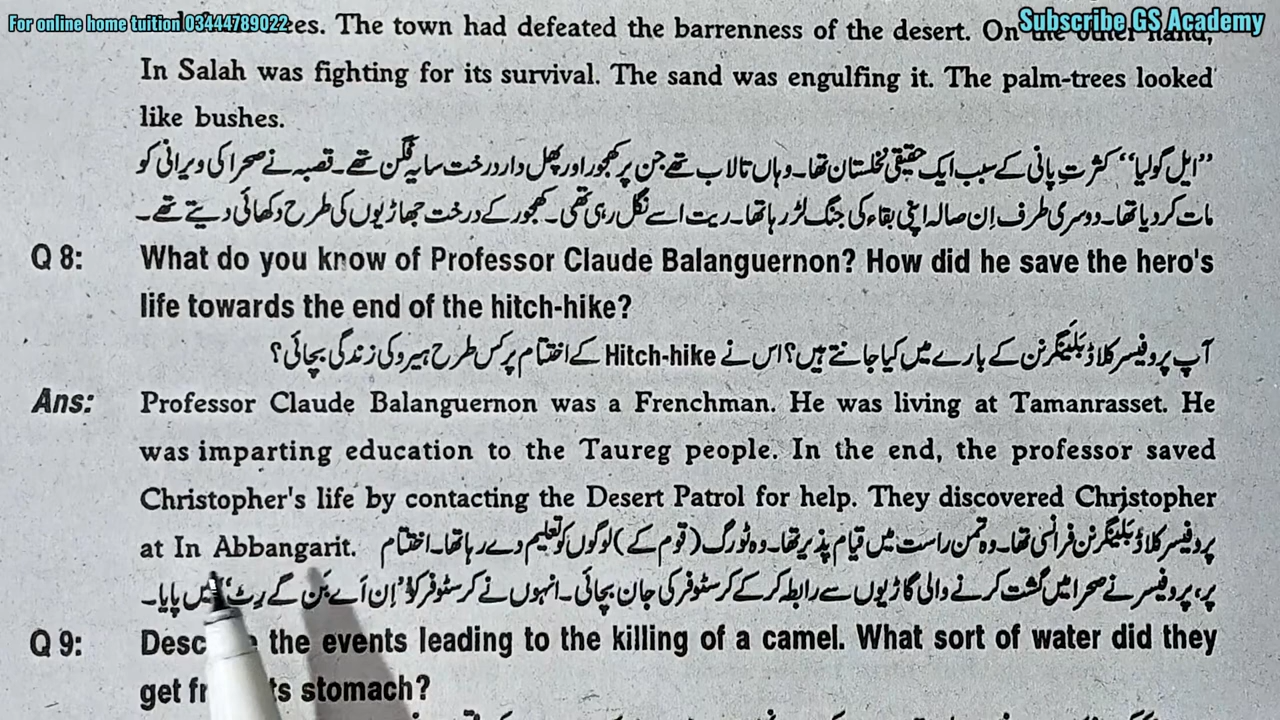 For online home tuition 03444789022
Subscribe GS Academy
ees. The town had defeated the barrenness of the desert. On the other hand,
In Salah was fighting for its survival. The sand was engulfing it. The palm-trees looked
like bushes.
”ایل گولیا“ کثرتِ پانی کے سبب ایک حقیقی نخلستان تھا۔ وہاں تالاب تھے جن پر کھجور اور پھل دار درخت سایہ فگن تھے۔ قصبہ نے صحرا کی ویرانی کو
مات کر دیا تھا۔ دوسری طرف اِن صالہ اپنی بقاء کی جنگ لڑ رہا تھا۔ ریت اسے نگل رہی تھی۔ کھجور کے درخت جھاڑیوں کی طرح دکھائی دیتے تھے۔
Q 8: What do you know of Professor Claude Balanguernon? How did he save the hero's
life towards the end of the hitch-hike?
آپ پروفیسر کلاڈ بَلینگرنن کے بارے میں کیا جانتے ہیں؟ اس نے Hitch-hike کے اختتام پر کس طرح ہیرو کی زندگی بچائی؟
Ans: Professor Claude Balanguernon was a Frenchman. He was living at Tamanrasset. He
was imparting education to the Taureg people. In the end, the professor saved
Christopher's life by contacting the Desert Patrol for help. They discovered Christopher
at In Abbangarit. پروفیسر کلاڈ بَلینگرنن فرانسی تھا۔ وہ تمن راست میں قیام پذیر تھا۔ وہ ٹورگ (قوم کے) لوگوں کو تعلیم دے رہا تھا۔ اختتام
پر، پروفیسر نے صحرا میں گشت کرنے والی گاڑیوں سے رابطہ کر کے کرسٹوفر کی جان بچائی۔ انہوں نے کرسٹوفر کو ’اِن اَے بَن گے رِٹ‘ میں پایا۔
Q 9: Desc the events leading to the killing of a camel. What sort of water did they
get fr ts stomach?